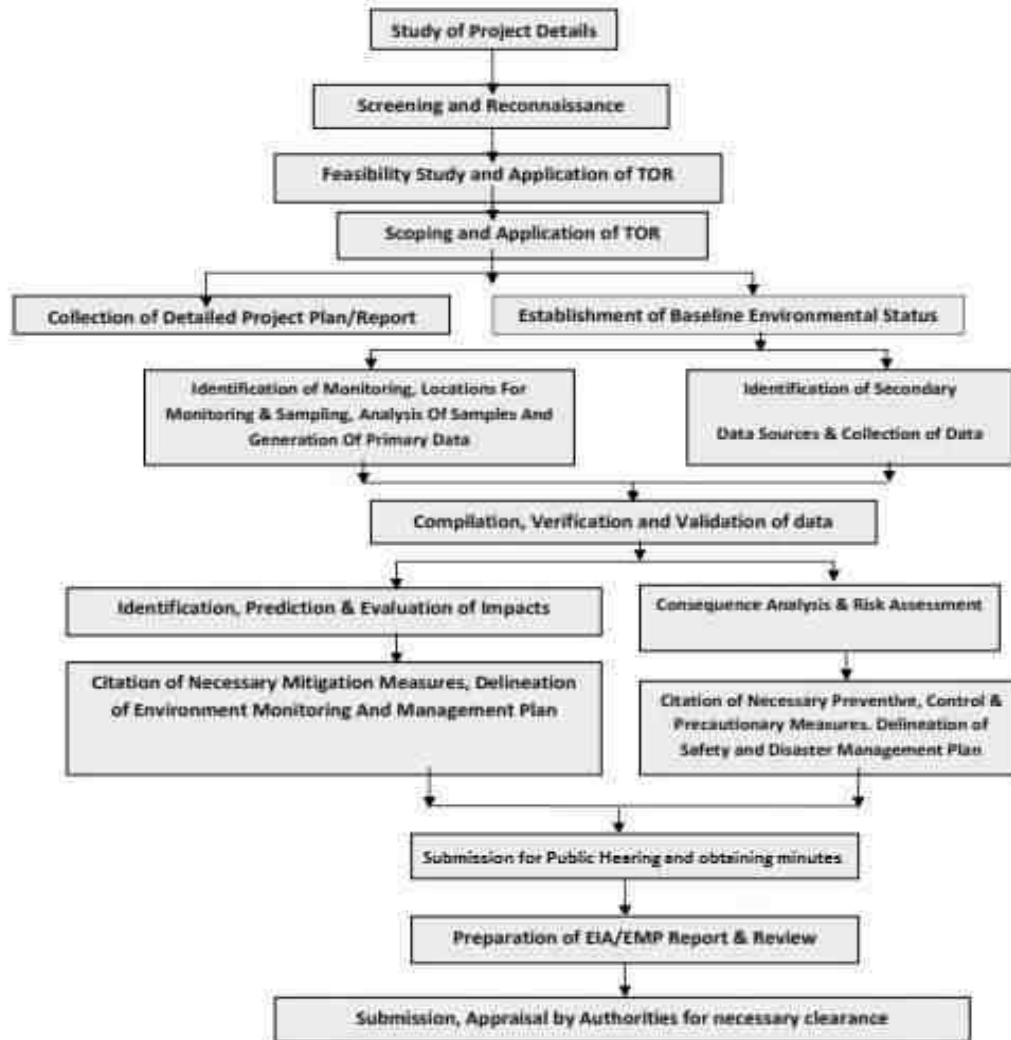 Study of Project Details
Screening and Reconnaissance
Feasibility Study and Application of TOR
Scoping and Application of TOR
Collection of Detailed Project Plan/Report
Establishment of Baseline Environmental Status
Identification of Monitoring, Locations For
Monitoring & Sampling, Analysis Of Samples And
Generation Of Primary Data
Identification of Secondary
Data Sources & Collection of Data
Compilation, Verification and Validation of data
Identification, Prediction & Evaluation of Impacts
Consequence Analysis & Risk Assessment
Citation of Necessary Mitigation Measures, Delineation
of Environment Monitoring And Management Plan
Citation of Necessary Preventive, Control &
Precautionary Measures. Delineation of
Safety and Disaster Management Plan
Submission for Public Hearing and obtaining minutes
Preparation of EIA/EMP Report & Review
Submission, Appraisal by Authorities for necessary clearance